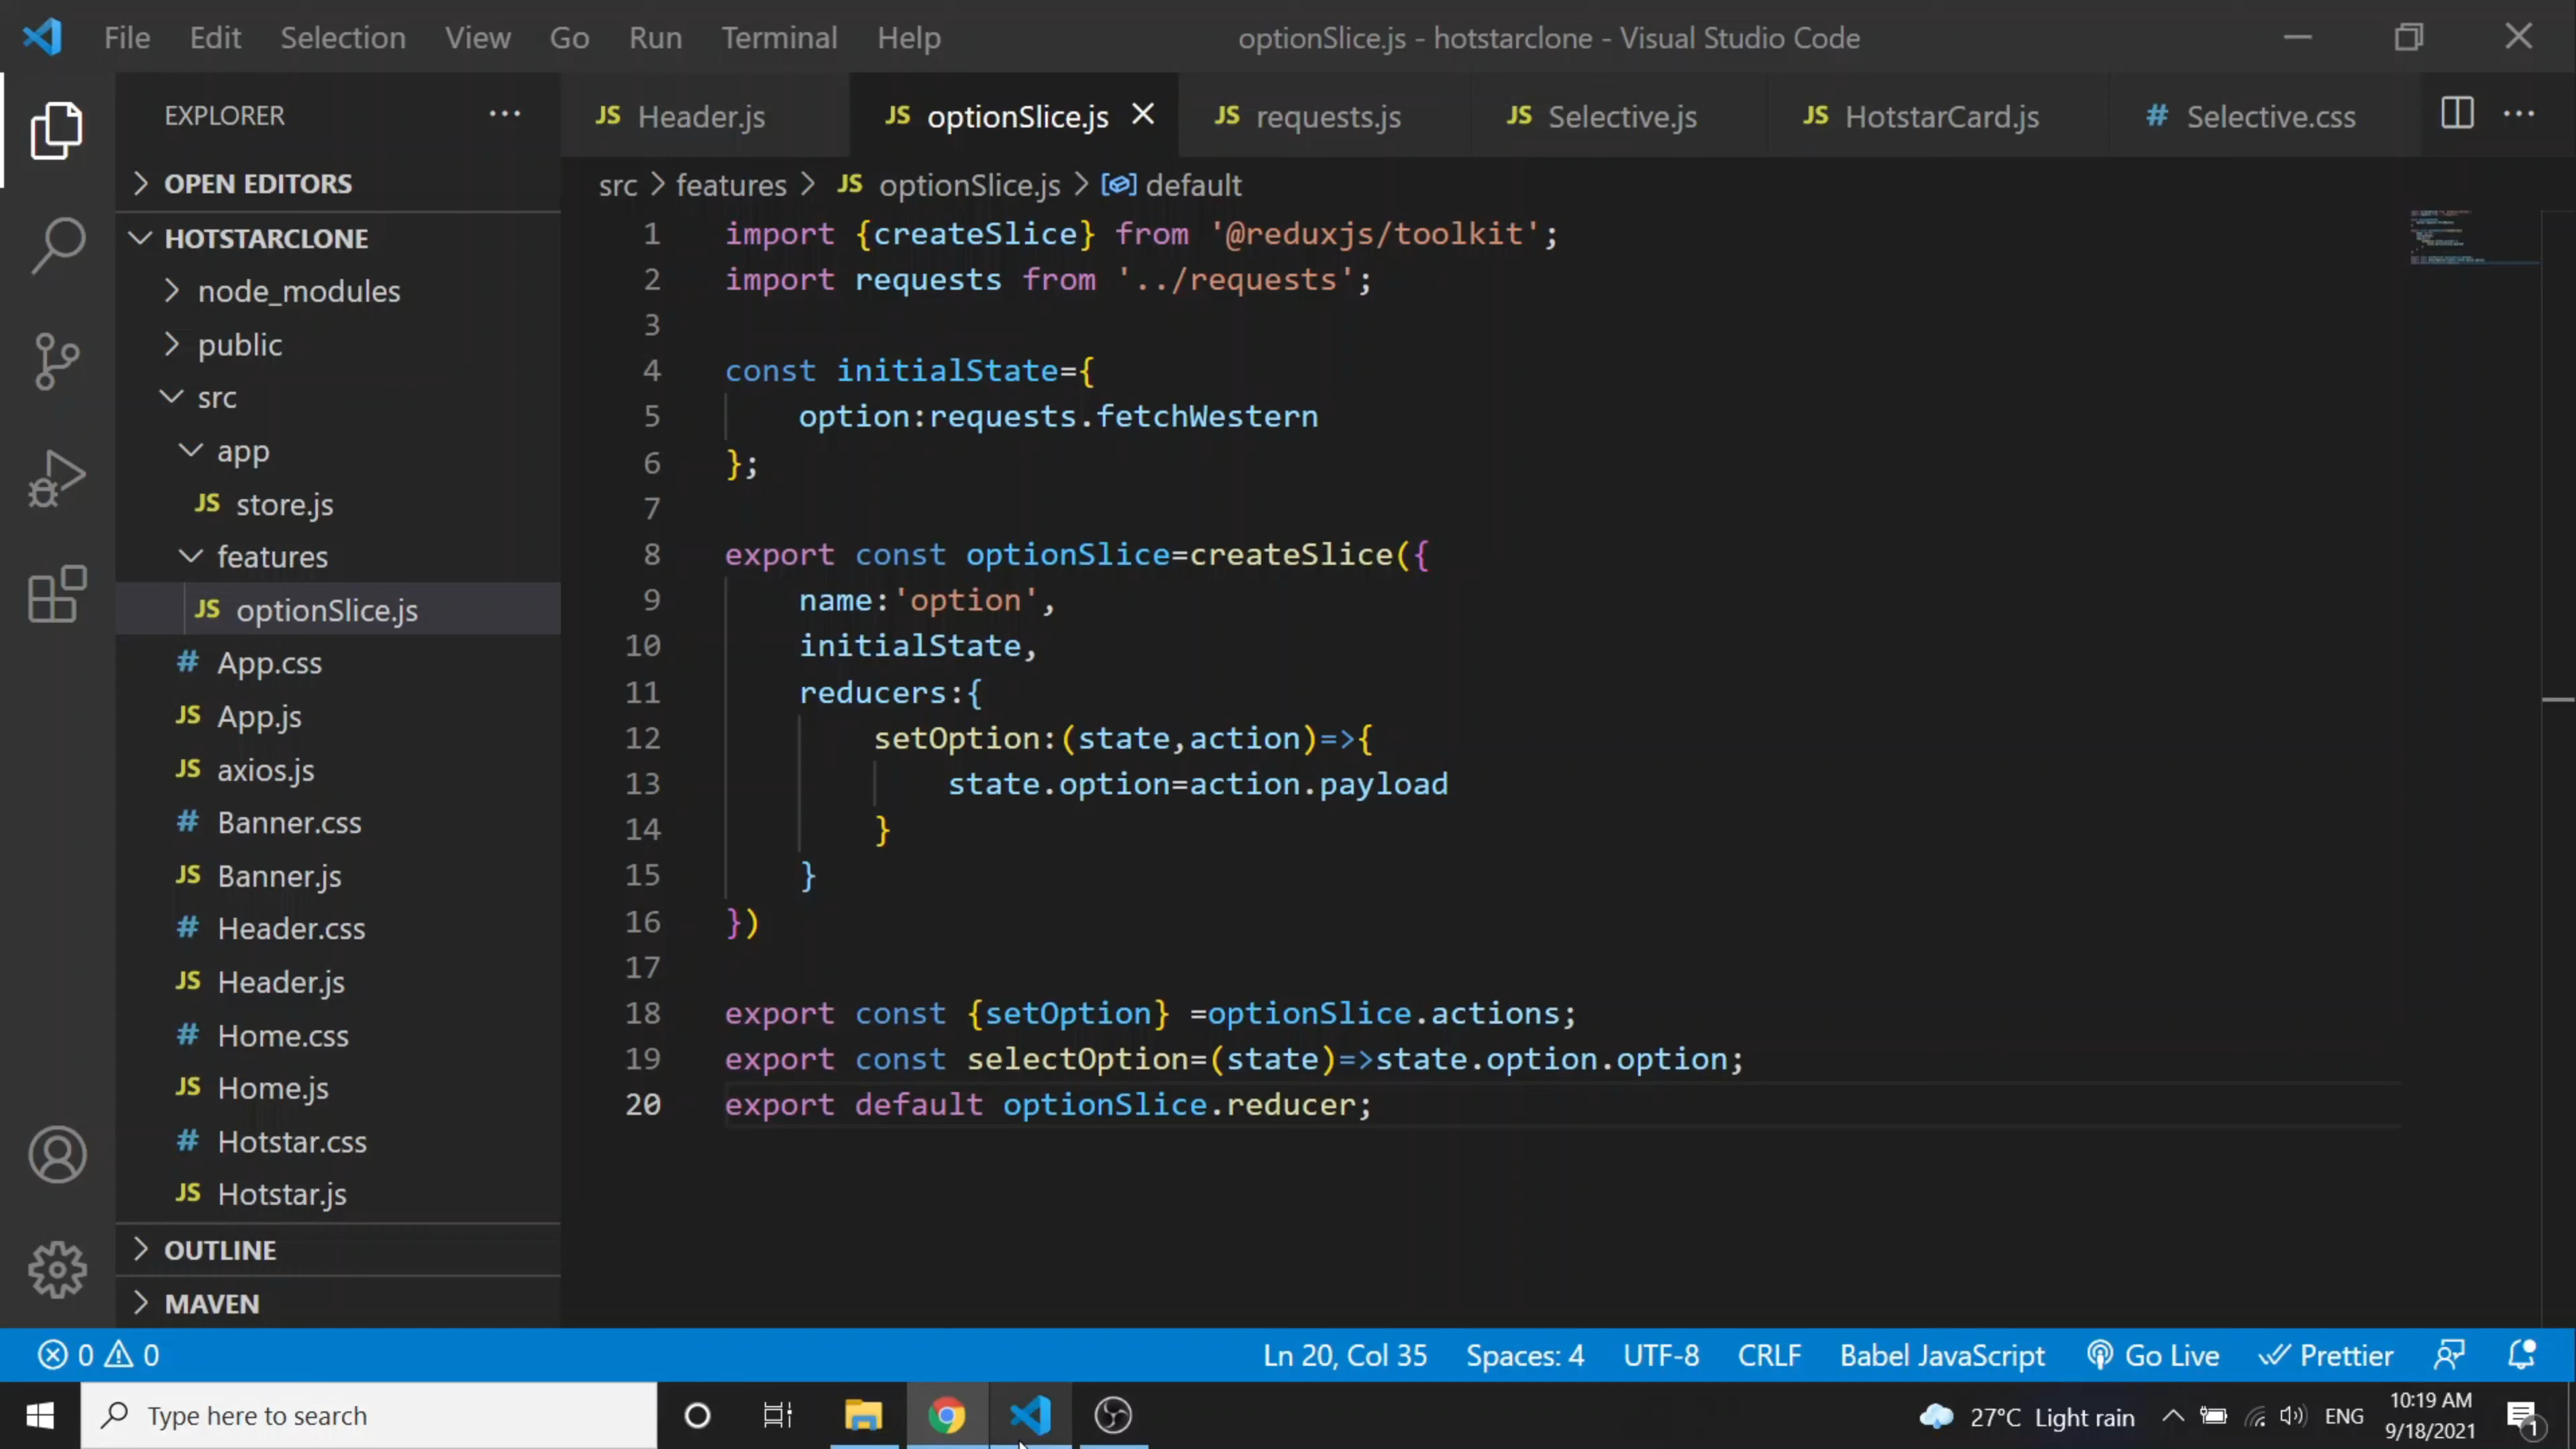 File Edit Selection View Go Run Terminal Help
optionSlice.js - hotstarclone - Visual Studio Code
EXPLORER
OPEN EDITORS
HOTSTARCLONE
node_modules
public
src
app
JS store.js
features
JS optionSlice.js
# App.css
JS App.js
JS axios.js
# Banner.css
JS Banner.js
# Header.css
JS Header.js
# Home.css
JS Home.js
# Hotstar.css
JS Hotstar.js
OUTLINE
MAVEN
JS Header.js JS optionSlice.js JS requests.js JS Selective.js JS HotstarCard.js # Selective.css
src > features > JS optionSlice.js > default
1 import {createSlice} from '@reduxjs/toolkit';
2 import requests from '../requests';
3
4 const initialState={
5 option:requests.fetchWestern
6 };
7
8 export const optionSlice=createSlice({
9 name:'option',
10 initialState,
11 reducers:{
12 setOption:(state,action)=>{
13 state.option=action.payload
14 }
15 }
16 })
17
18 export const {setOption} =optionSlice.actions;
19 export const selectOption=(state)=>state.option.option;
20 export default optionSlice.reducer;
0 0 Ln 20, Col 35 Spaces: 4 UTF-8 CRLF Babel JavaScript Go Live Prettier
Type here to search
27°C Light rain ENG 10:19 AM
9/18/2021
1